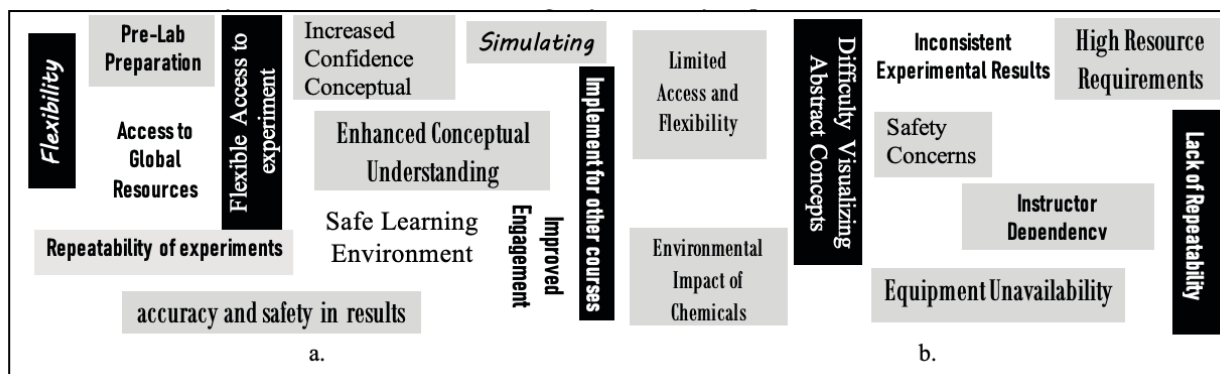 Flexibility
Pre-Lab
Preparation
Access to
Global
Resources
Flexible Access to
experiment
Repeatability of experiments
Increased
Confidence
Conceptual
Simulating
Enhanced Conceptual
Understanding
Safe Learning
Environment
Improved
Engagement
Implement for other courses
accuracy and safety in results
a.
Limited
Access and
Flexibility
Environmental
Impact of
Chemicals
Difficulty Visualizing
Abstract Concepts
Inconsistent
Experimental Results
High Resource
Requirements
Safety
Concerns
Instructor
Dependency
Equipment Unavailability
Lack of Repeatability
b.